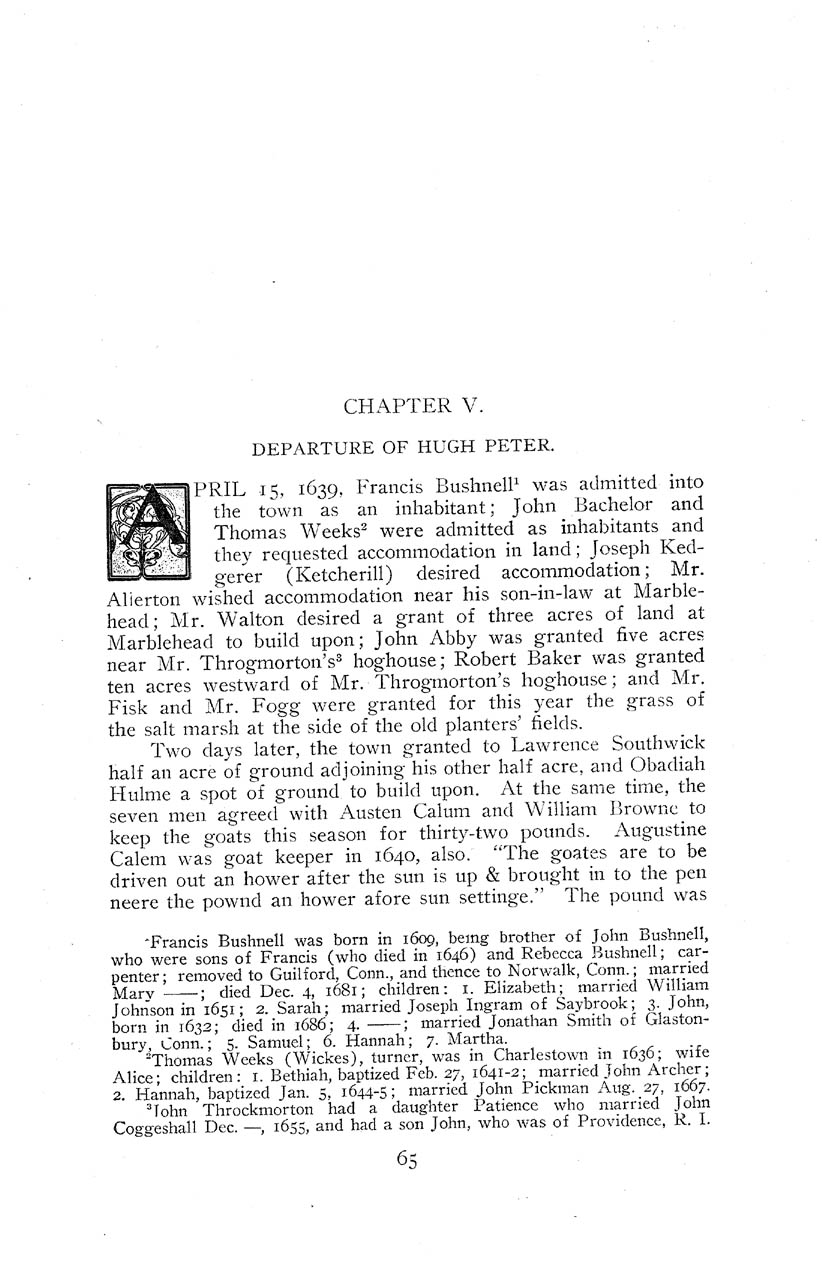 CHAPTER V.
DEPARTURE OF HUGH PETER.
APRIL 15, 1639, Francis Bushnell¹ was admitted into
the town as an inhabitant; John Bachelor and
Thomas Weeks² were admitted as inhabitants and
they requested accommodation in land; Joseph Ked-
gerer (Ketcherill) desired accommodation; Mr.
Alierton wished accommodation near his son-in-law at Marble-
head; Mr. Walton desired a grant of three acres of land at
Marblehead to build upon; John Abby was granted five acres
near Mr. Throgmorton's³ hoghouse; Robert Baker was granted
ten acres westward of Mr. Throgmorton's hoghouse; and Mr.
Fisk and Mr. Fogg were granted for this year the grass of
the salt marsh at the side of the old planters' fields.
Two days later, the town granted to Lawrence Southwick
half an acre of ground adjoining his other half acre, and Obadiah
Hulme a spot of ground to build upon. At the same time, the
seven men agreed with Austen Calum and William Browne to
keep the goats this season for thirty-two pounds. Augustine
Calem was goat keeper in 1640, also. "The goates are to be
driven out an hower after the sun is up & brought in to the pen
neere the pownd an hower afore sun settinge." The pound was
¹Francis Bushnell was born in 1609, being brother of John Bushnell,
who were sons of Francis (who died in 1646) and Rebecca Bushnell; car-
penter; removed to Guilford, Conn., and thence to Norwalk, Conn.; married
Mary ——; died Dec. 4, 1681; children: 1. Elizabeth; married William
Johnson in 1651; 2. Sarah; married Joseph Ingram of Saybrook; 3. John,
born in 1632; died in 1686; 4. ——; married Jonathan Smith of Glaston-
bury, Conn.; 5. Samuel; 6. Hannah; 7. Martha.
²Thomas Weeks (Wickes), turner, was in Charlestown in 1636; wife
Alice; children: 1. Bethiah, baptized Feb. 27, 1641-2; married John Archer;
2. Hannah, baptized Jan. 5, 1644-5; married John Pickman Aug. 27, 1667.
³John Throckmorton had a daughter Patience who married John
Coggeshall Dec. —, 1655, and had a son John, who was of Providence, R. I.
65